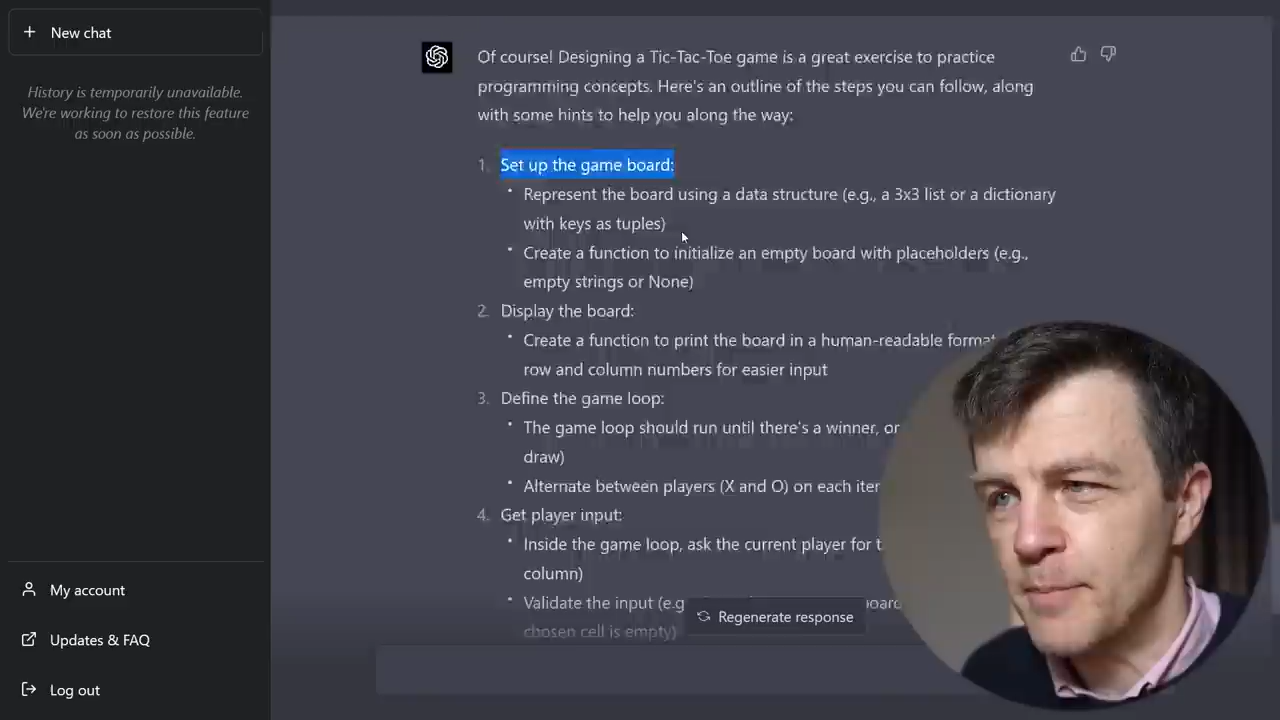 New chat
History is temporarily unavailable.
We're working to restore this feature
as soon as possible.
My account
Updates & FAQ
Log out
Of course! Designing a Tic-Tac-Toe game is a great exercise to practice
programming concepts. Here's an outline of the steps you can follow, along
with some hints to help you along the way:
1. Set up the game board:
• Represent the board using a data structure (e.g., a 3x3 list or a dictionary
with keys as tuples)
• Create a function to initialize an empty board with placeholders (e.g.,
empty strings or None)
2. Display the board:
• Create a function to print the board in a human-readable format
row and column numbers for easier input
3. Define the game loop:
• The game loop should run until there's a winner, or
draw)
• Alternate between players (X and O) on each
4. Get player input:
• Inside the game loop, ask the current player for
column)
• Validate the input (e.g
chosen cell is empty)
Regenerate response